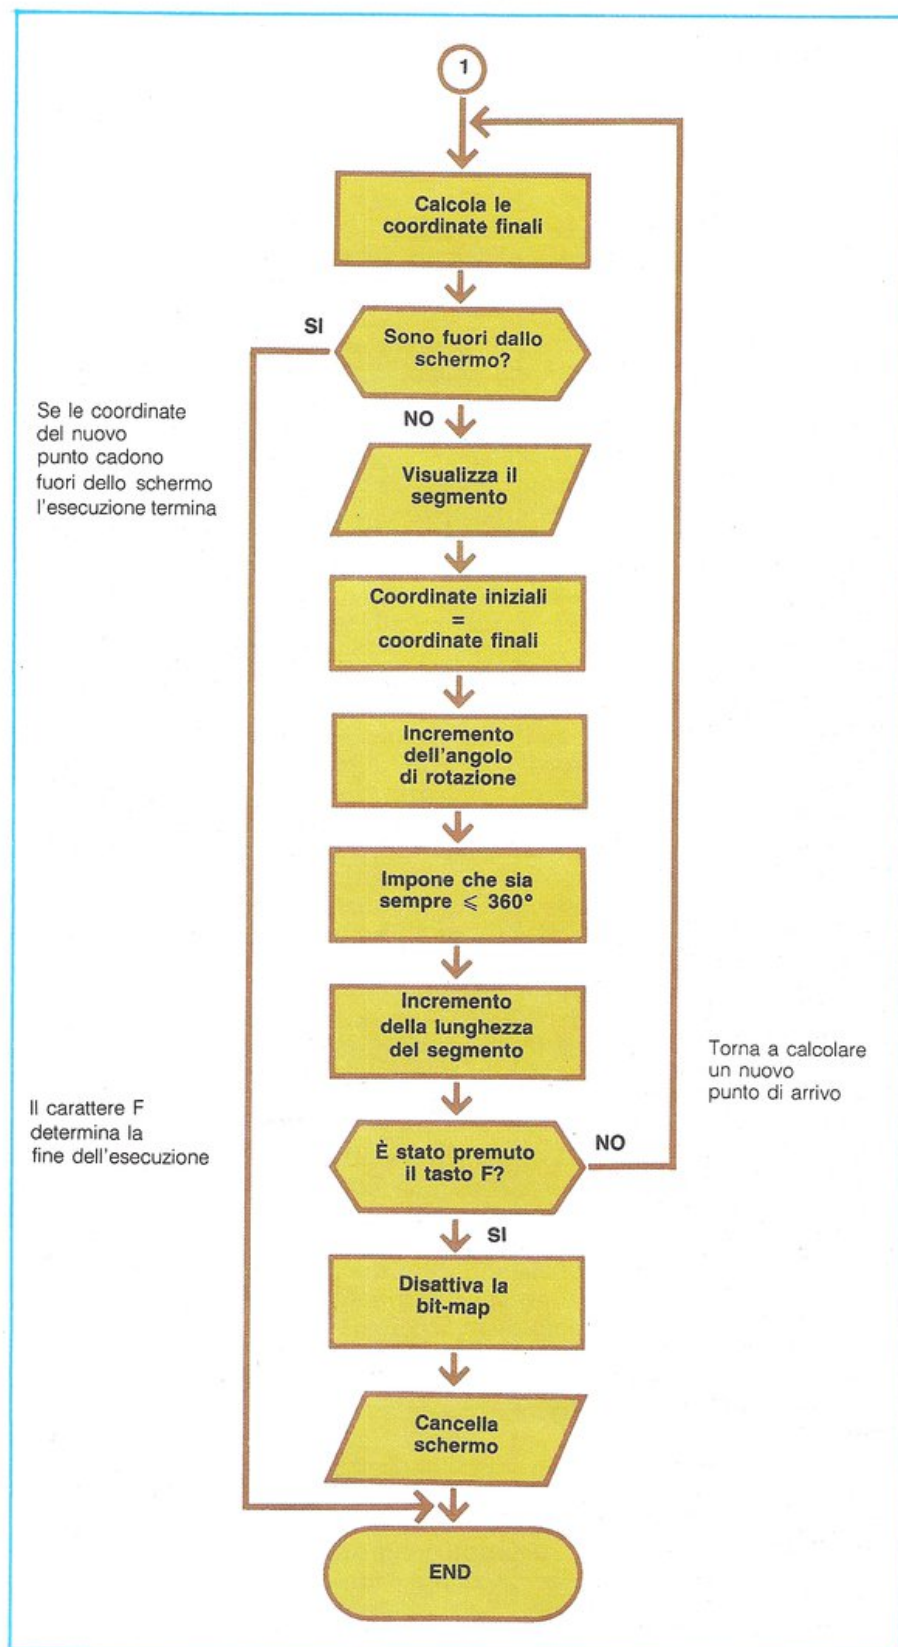 1
Calcola le
coordinate finali
SI
Sono fuori dallo
schermo?
NO
Se le coordinate
del nuovo
punto cadono
fuori dello schermo
l'esecuzione termina
Visualizza il
segmento
Coordinate iniziali
=
coordinate finali
Incremento
dell'angolo
di rotazione
Impone che sia
sempre ⩽ 360°
Incremento
della lunghezza
del segmento
Torna a calcolare
un nuovo
punto di arrivo
Il carattere F
determina la
fine dell'esecuzione
È stato premuto
il tasto F?
NO
SI
Disattiva la
bit-map
Cancella
schermo
END